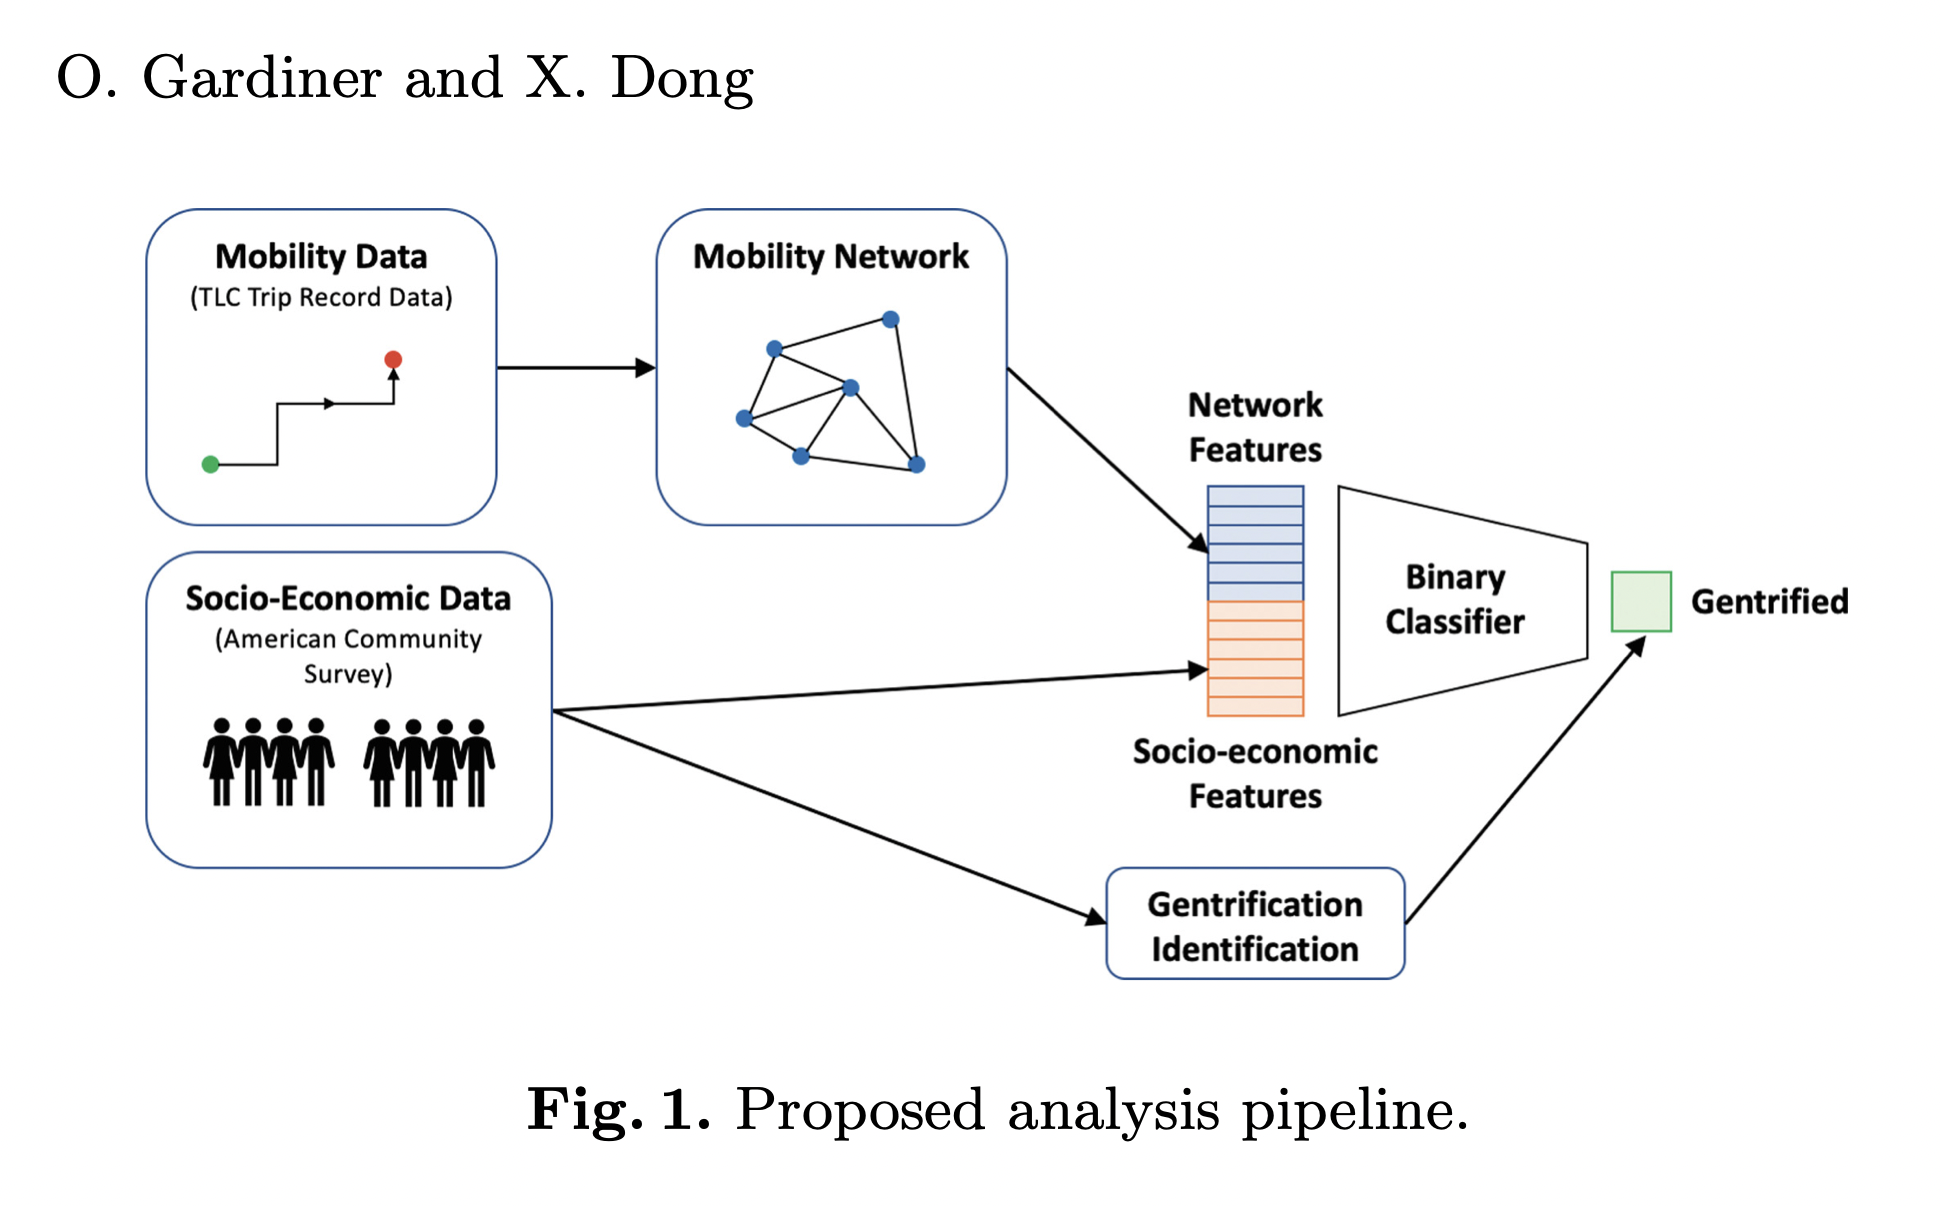 O. Gardiner and X. Dong
Mobility Data
(TLC Trip Record Data)
Mobility Network
Network
Features
Socio-Economic Data
(American Community
Survey)
Binary
Classifier
Gentrified
Socio-economic
Features
Gentrification
Identification
Fig. 1. Proposed analysis pipeline.